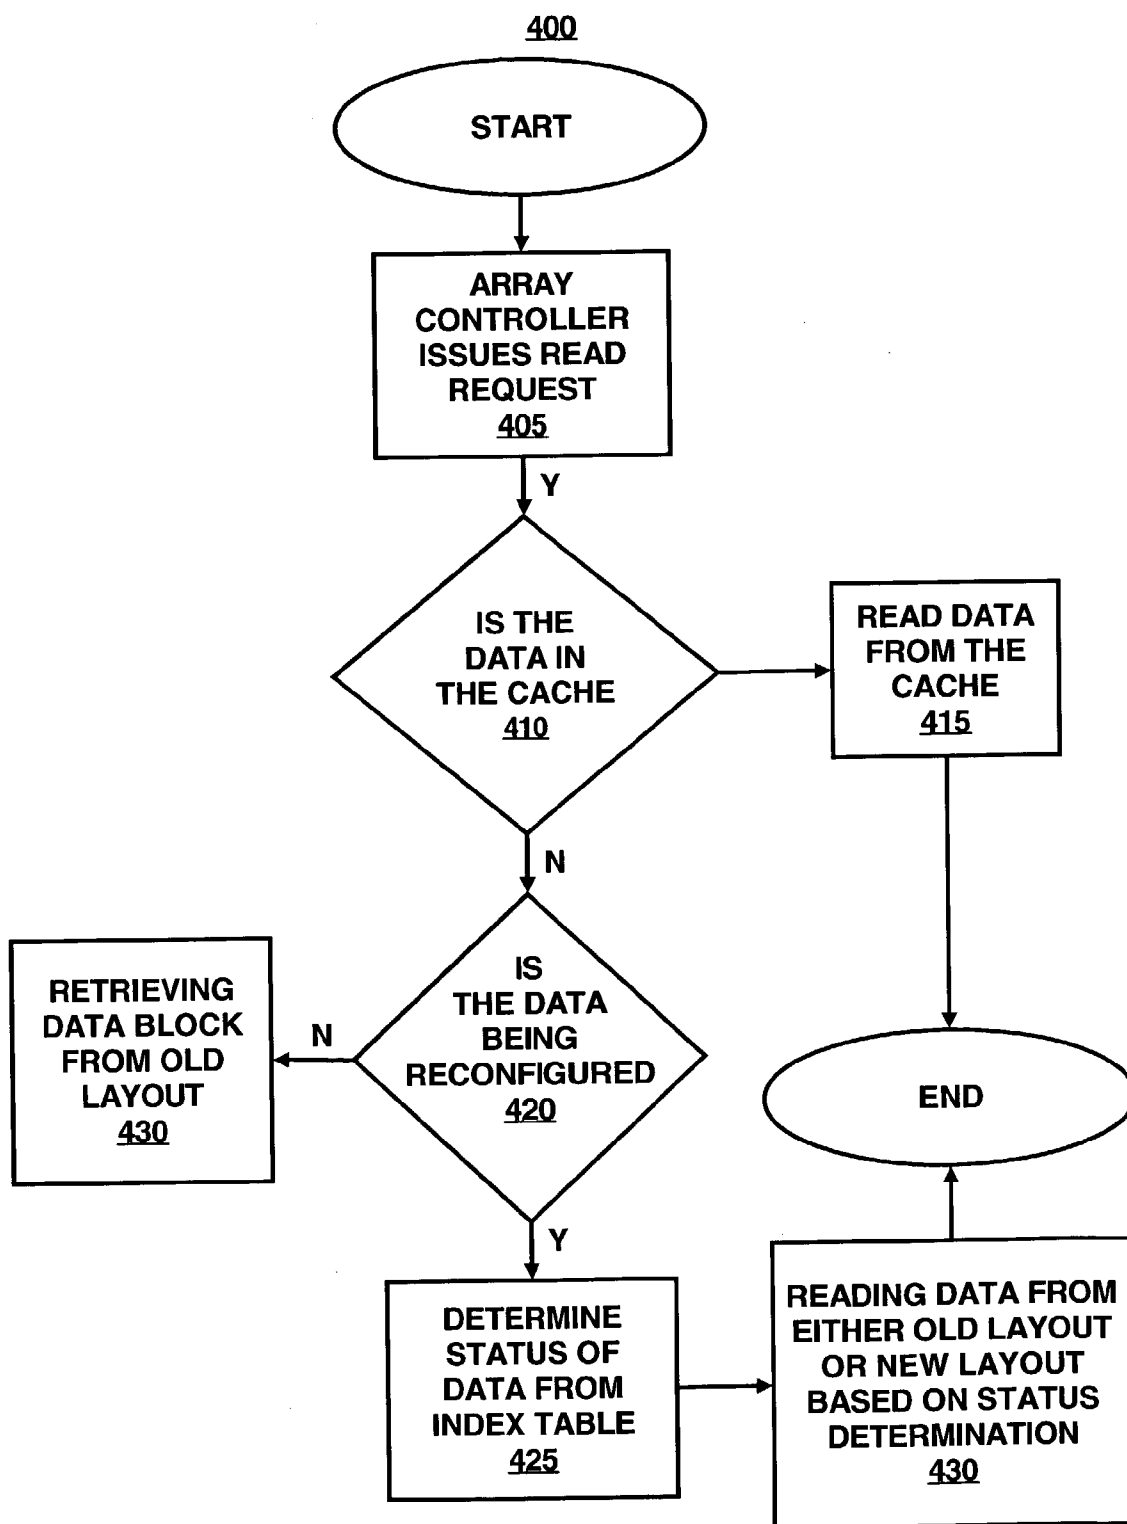 400
START
ARRAY
CONTROLLER
ISSUES READ
REQUEST
405
Y
IS THE
DATA IN
THE CACHE
410
READ DATA
FROM THE
CACHE
415
N
IS
THE DATA
BEING
RECONFIGURED
420
N
RETRIEVING
DATA BLOCK
FROM OLD
LAYOUT
430
END
Y
DETERMINE
STATUS OF
DATA FROM
INDEX TABLE
425
READING DATA FROM
EITHER OLD LAYOUT
OR NEW LAYOUT
BASED ON STATUS
DETERMINATION
430